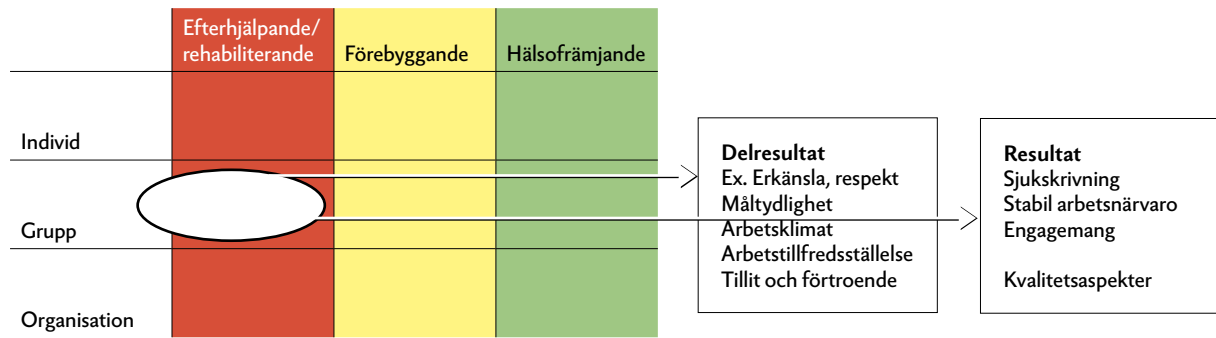 Efterhjälpande/
rehabiliterande
Förebyggande
Hälsofrämjande
Individ
Grupp
Organisation
Delresultat
Ex. Erkänsla, respekt
Måltydlighet
Arbetsklimat
Arbetstillfredsställelse
Tillit och förtroende
Resultat
Sjukskrivning
Stabil arbetsnärvaro
Engagemang
Kvalitetsaspekter